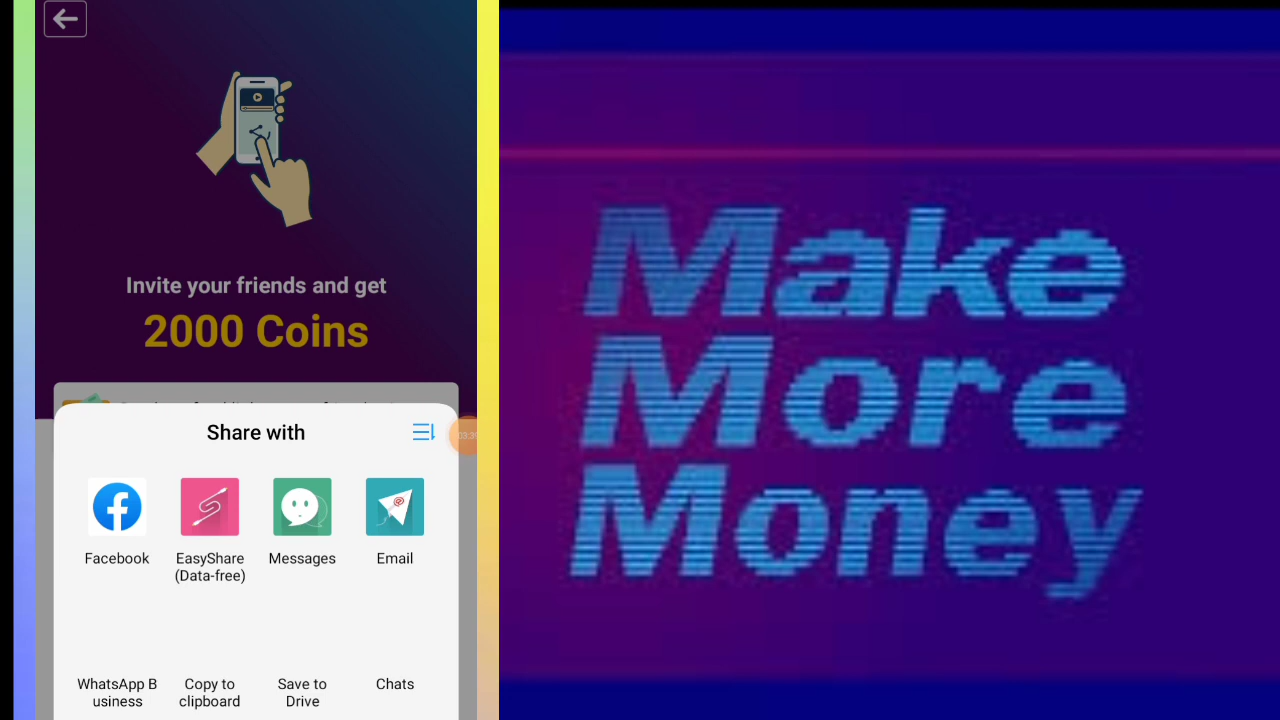 Invite your friends and get
2000 Coins
Share with
Facebook
EasyShare
(Data-free)
Messages
Email
WhatsApp B
usiness
Copy to
clipboard
Save to
Drive
Chats
Make
More
Money